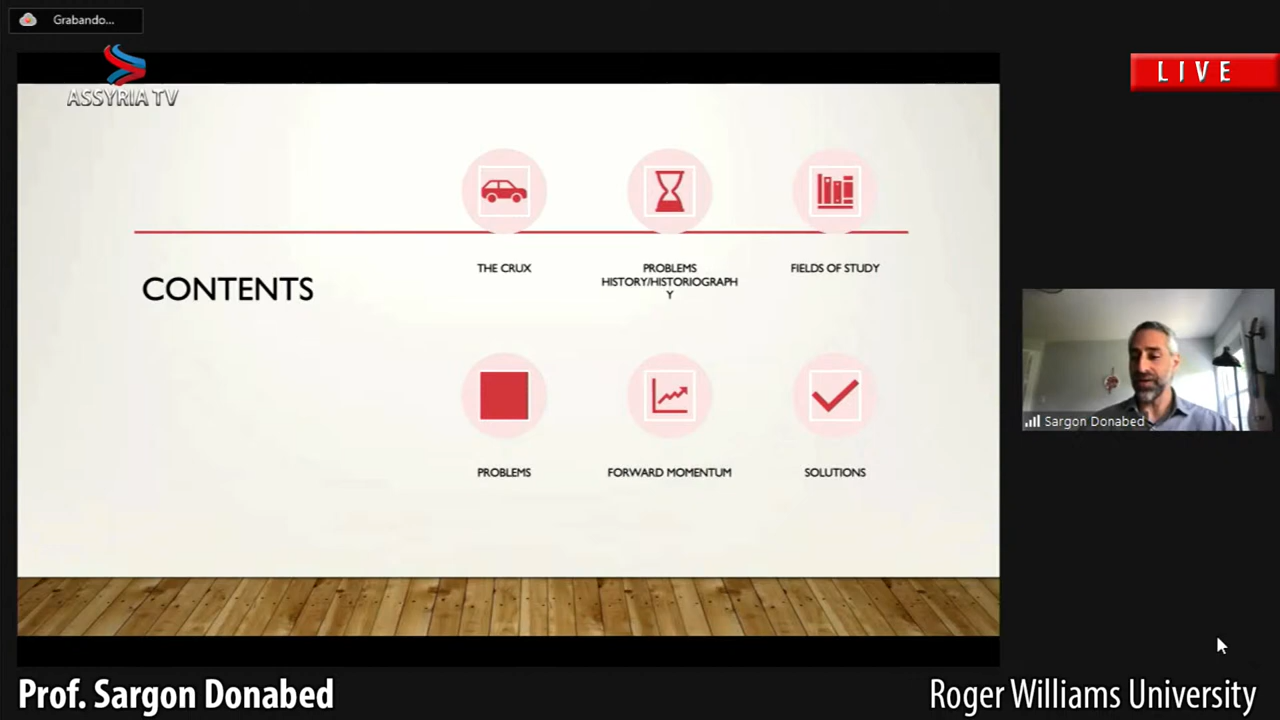 Grabando...
ASSYRIA TV
LIVE
THE CRUX
PROBLEMS
HISTORY/HISTORIOGRAPH
Y
FIELDS OF STUDY
CONTENTS
PROBLEMS
FORWARD MOMENTUM
SOLUTIONS
Sargon Donabed
Prof. Sargon Donabed
Roger Williams University